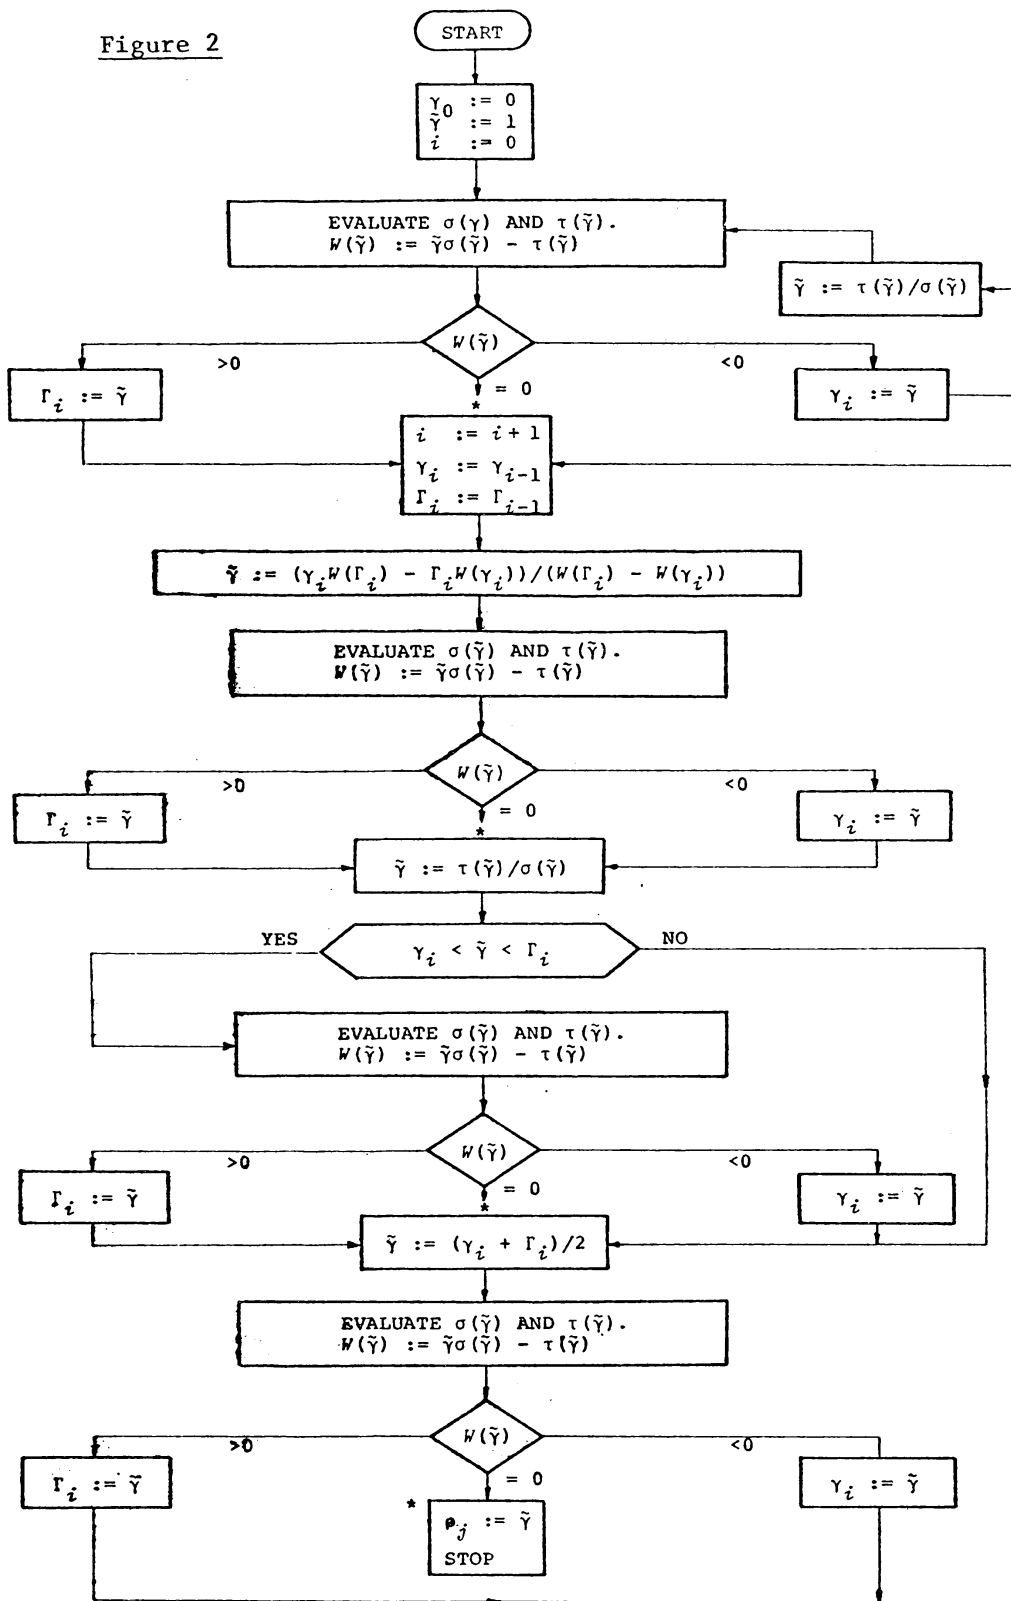 Figure 2
START
γ0 := 0
γ̃ := 1
i := 0
EVALUATE σ(γ) AND τ(γ̃).
W(γ̃) := γ̃σ(γ̃) - τ(γ̃)
γ̃ := τ(γ̃)/σ(γ̃)
W(γ̃)
>0
<0
= 0
*
Γi := γ̃
γi := γ̃
i := i + 1
γi := γi-1
Γi := Γi-1
γ̃ := (γiW(Γi) - ΓiW(γi))/(W(Γi) - W(γi))
EVALUATE σ(γ̃) AND τ(γ̃).
W(γ̃) := γ̃σ(γ̃) - τ(γ̃)
W(γ̃)
>0
<0
= 0
*
Γi := γ̃
γi := γ̃
γ̃ := τ(γ̃)/σ(γ̃)
YES
γi < γ̃ < Γi
NO
EVALUATE σ(γ̃) AND τ(γ̃).
W(γ̃) := γ̃σ(γ̃) - τ(γ̃)
W(γ̃)
>0
<0
= 0
*
Γi := γ̃
γi := γ̃
γ̃ := (γi + Γi)/2
EVALUATE σ(γ̃) AND τ(γ̃).
W(γ̃) := γ̃σ(γ̃) - τ(γ̃)
W(γ̃)
>0
<0
= 0
Γi := γ̃
γi := γ̃
*
ρj := γ̃
STOP